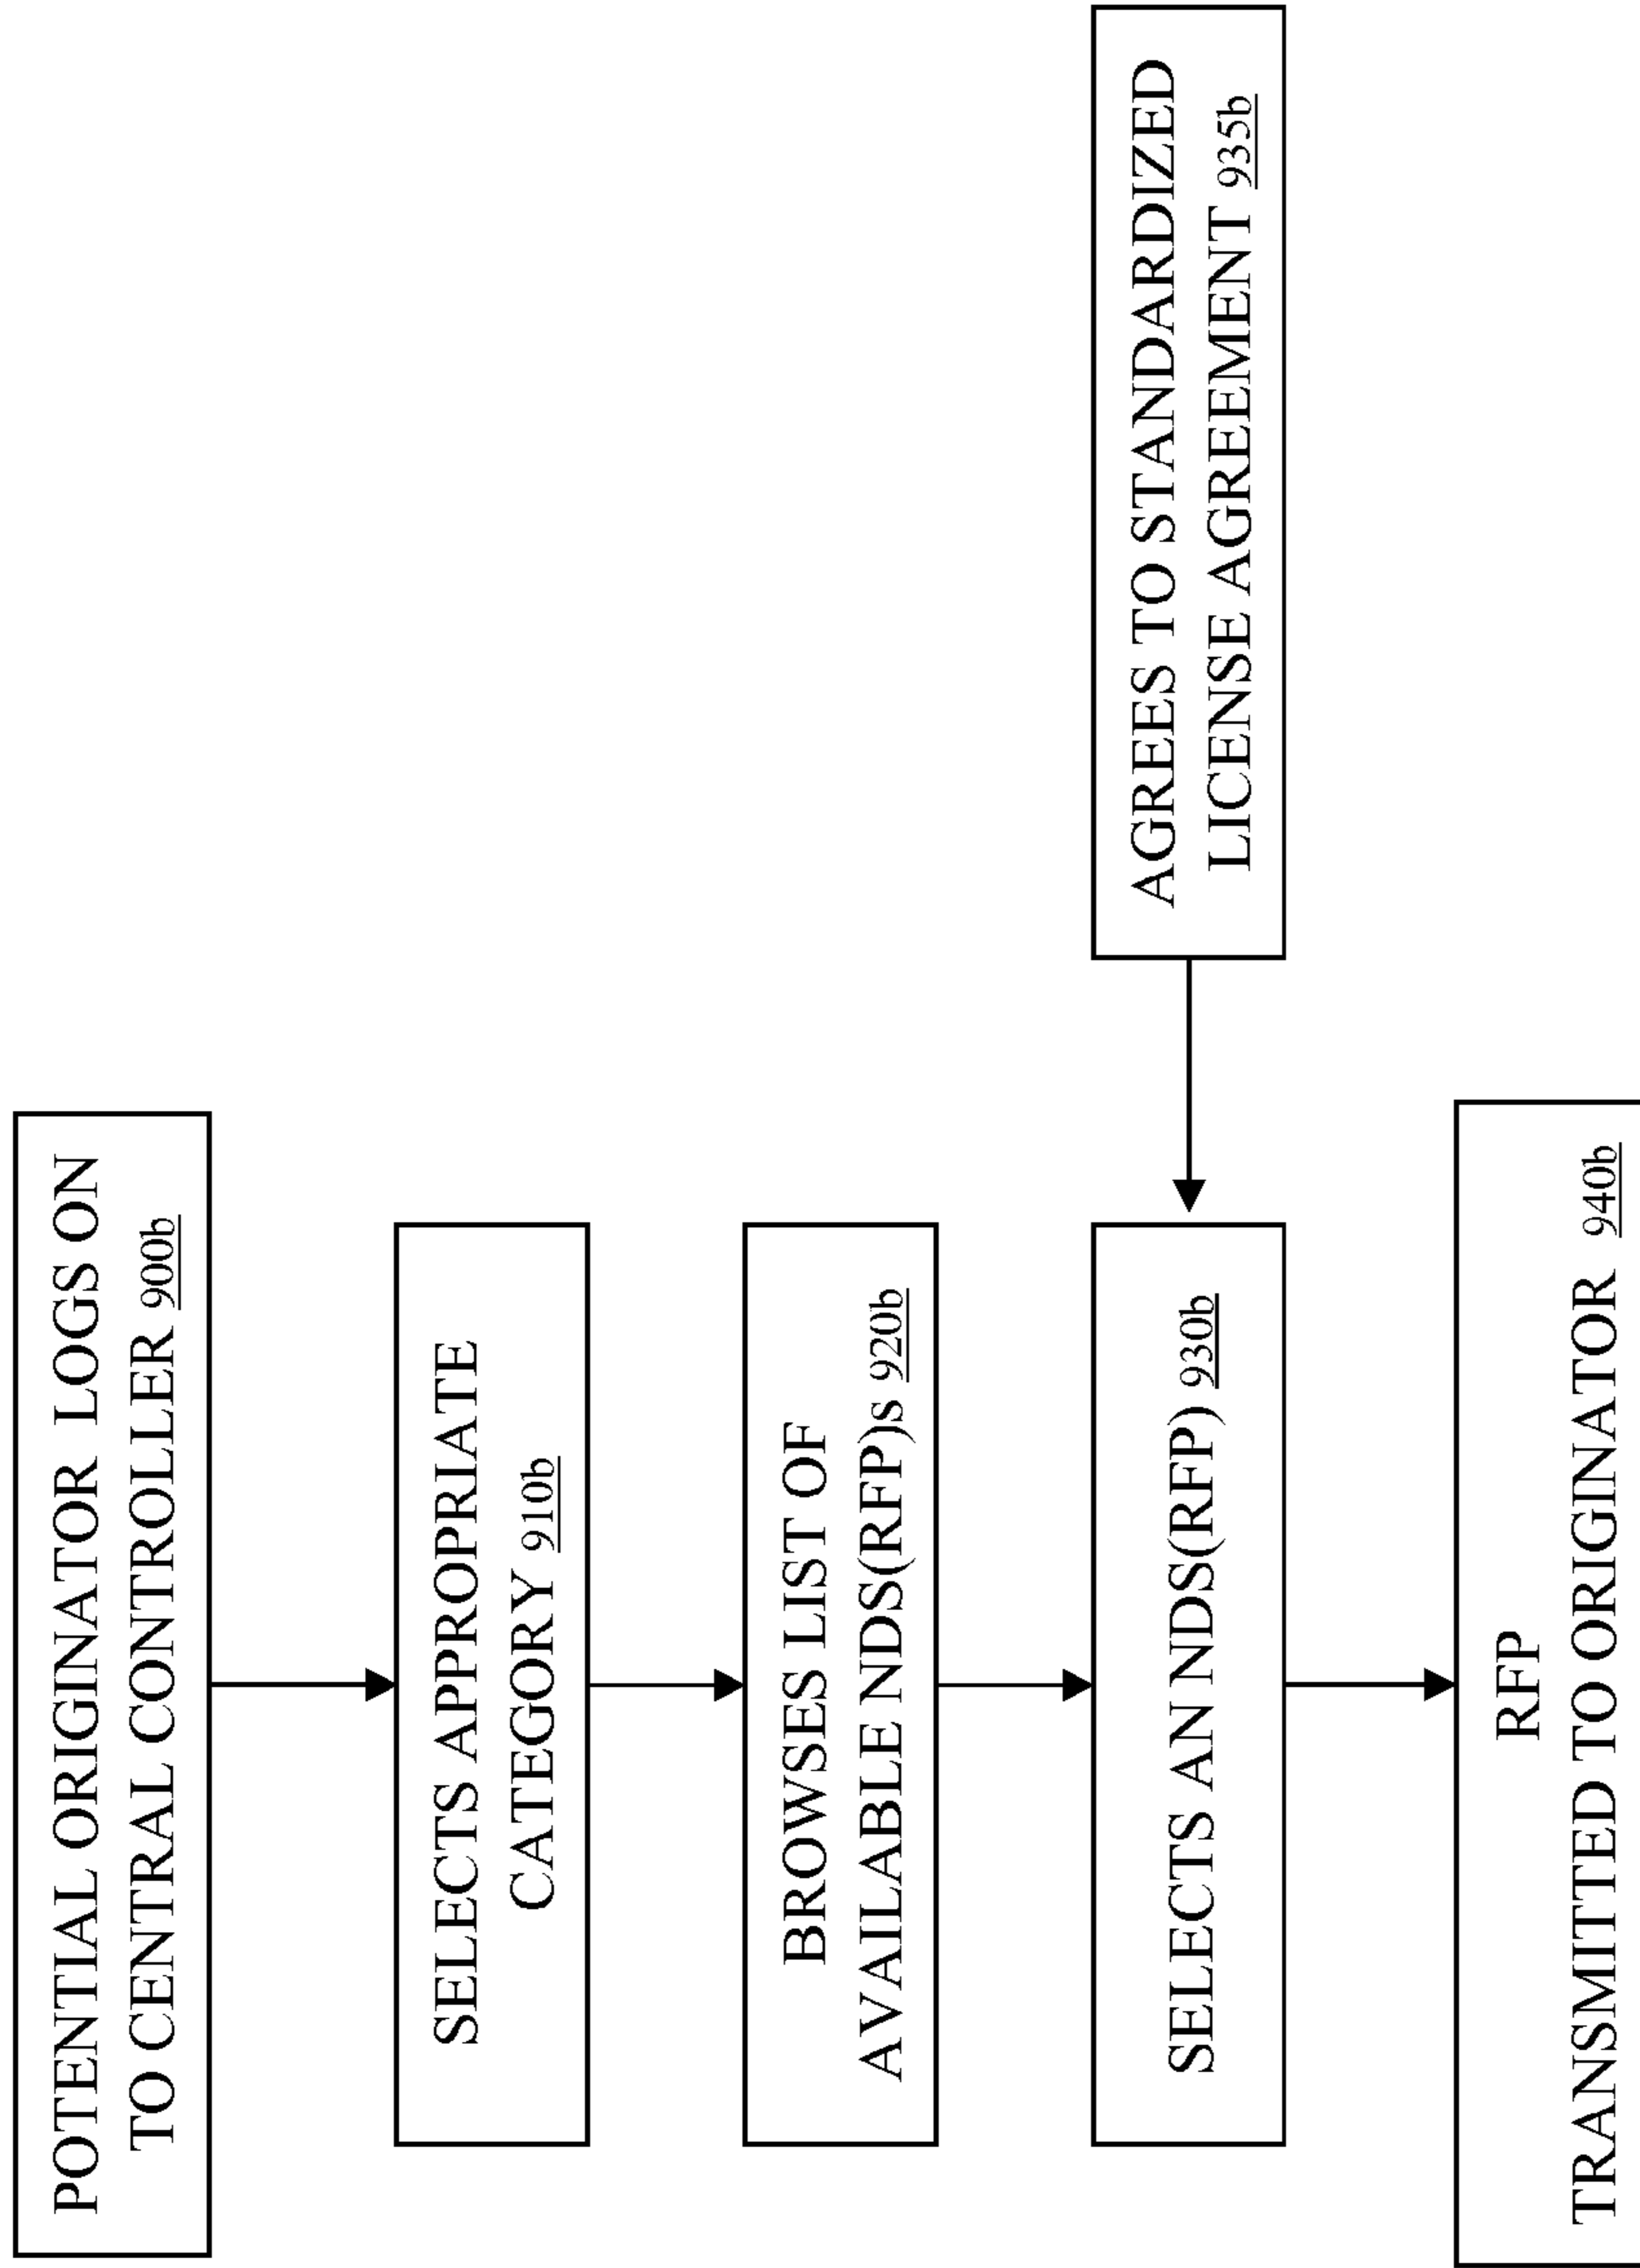 POTENTIAL ORIGINATOR LOGS ON
TO CENTRAL CONTROLLER 900b
SELECTS APPROPRIATE
CATEGORY 910b
BROWSES LIST OF
AVAILABLE NDS(RFP)s 920b
SELECTS AN NDS(RFP) 930b
AGREES TO STANDARDIZED
LICENSE AGREEMENT 935b
RFP
TRANSMITTED TO ORIGINATOR 940b